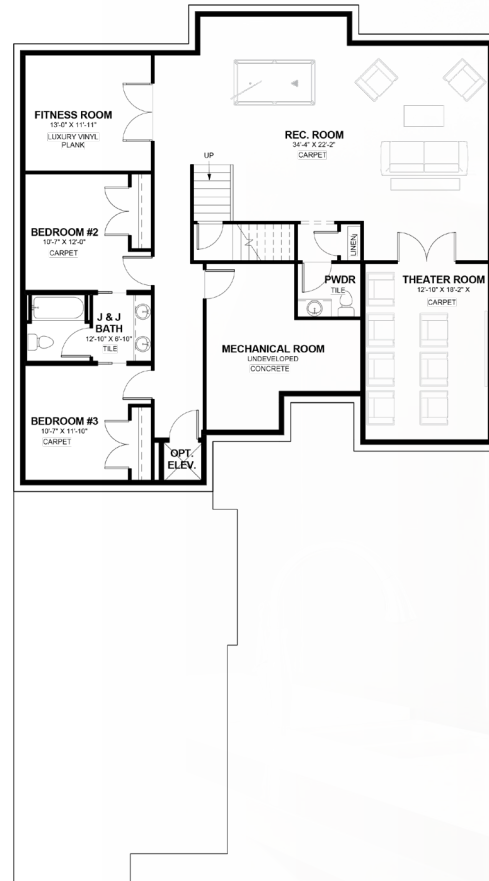 FITNESS ROOM
13'-0" X 11'-11"
LUXURY VINYL
PLANK
REC. ROOM
34'-4" X 22'-2"
CARPET
UP
BEDROOM #2
10'-7" X 12'-0"
CARPET
LINEN
PWDR
TILE
THEATER ROOM
12'-10" X 18'-2" X
CARPET
J & J
BATH
12'-10" X 6'-10"
TILE
MECHANICAL ROOM
UNDEVELOPED
CONCRETE
BEDROOM #3
10'-7" X 11'-10"
CARPET
OPT.
ELEV.